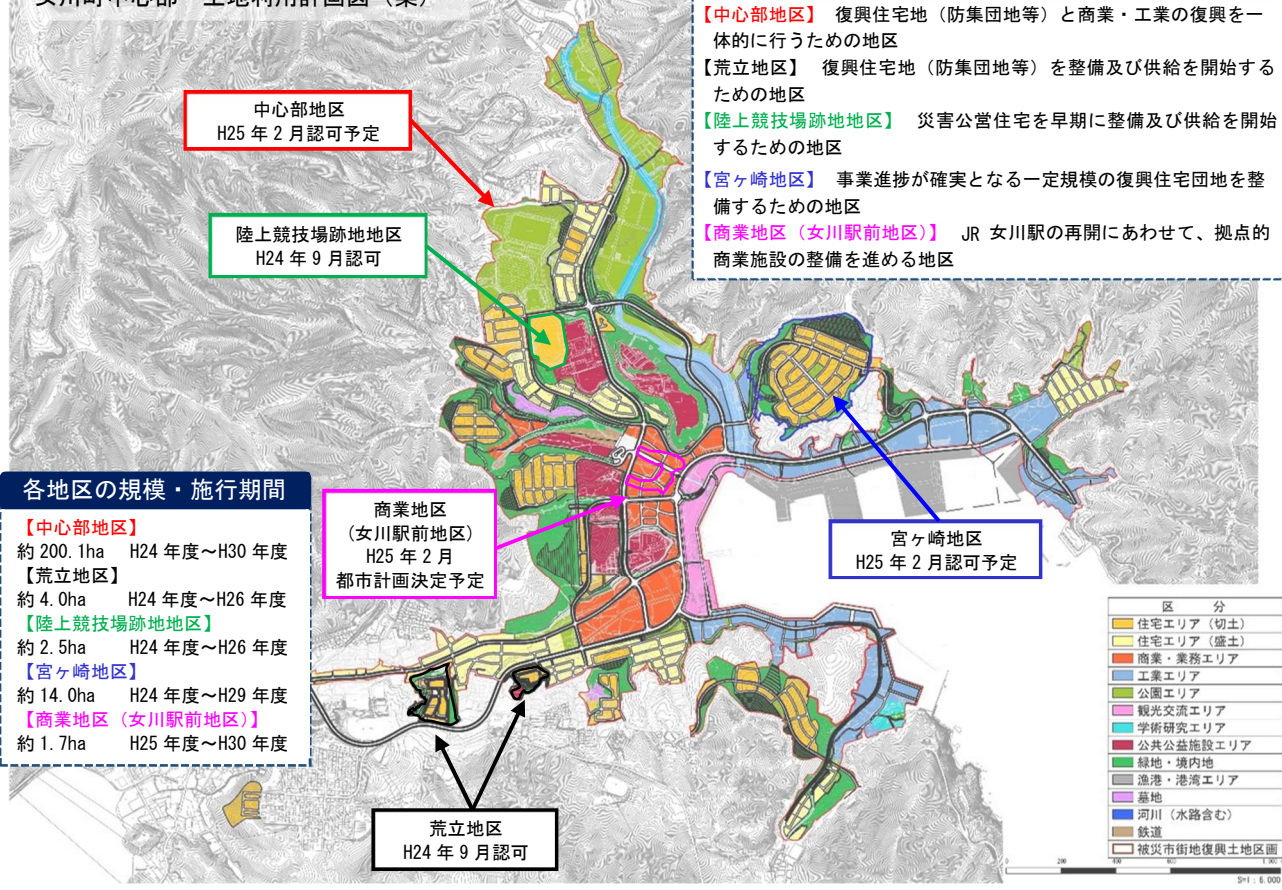 女川町中心部 土地利用計画図（案）
【中心部地区】 復興住宅地（防集団地等）と商業・工業の復興を一
体的に行うための地区
【荒立地区】 復興住宅地（防集団地等）を整備及び供給を開始する
ための地区
【陸上競技場跡地地区】 災害公営住宅を早期に整備及び供給を開始
するための地区
【宮ヶ崎地区】 事業進捗が確実となる一定規模の復興住宅団地を整
備するための地区
【商業地区（女川駅前地区）】 JR 女川駅の再開にあわせて、拠点的
商業施設の整備を進める地区
中心部地区
H25 年 2 月認可予定
陸上競技場跡地地区
H24 年 9 月認可
商業地区
（女川駅前地区）
H25 年 2 月
都市計画決定予定
宮ヶ崎地区
H25 年 2 月認可予定
荒立地区
H24 年 9 月認可
各地区の規模・施行期間
【中心部地区】
約 200.1ha H24 年度～H30 年度
【荒立地区】
約 4.0ha H24 年度～H26 年度
【陸上競技場跡地地区】
約 2.5ha H24 年度～H26 年度
【宮ヶ崎地区】
約 14.0ha H24 年度～H29 年度
【商業地区（女川駅前地区）】
約 1.7ha H25 年度～H30 年度
区 分
住宅エリア（切土）
住宅エリア（盛土）
商業・業務エリア
工業エリア
公園エリア
観光交流エリア
学術研究エリア
公共公益施設エリア
緑地・境内地
漁港・港湾エリア
墓地
河川（水路含む）
鉄道
被災市街地復興土地区画
0 200 400 600 1,000
S=1：6,000